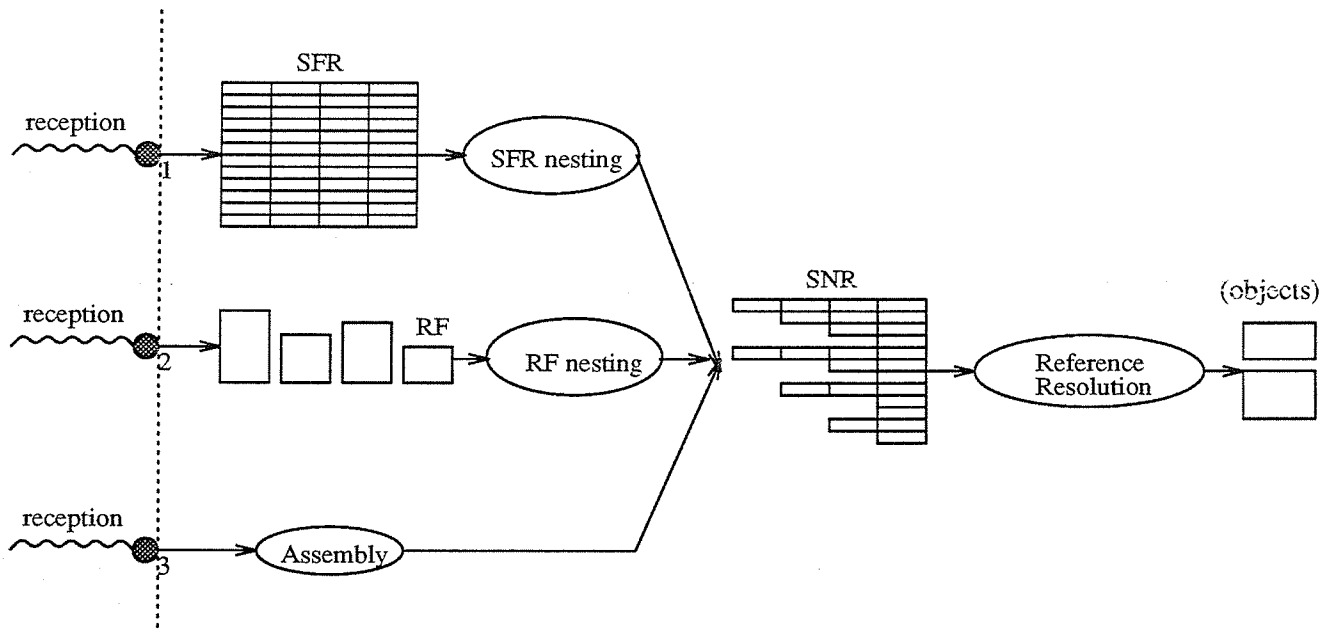 SFR
reception
1
SFR nesting
reception
2
RF
RF nesting
SNR
(objects)
Reference
Resolution
reception
3
Assembly